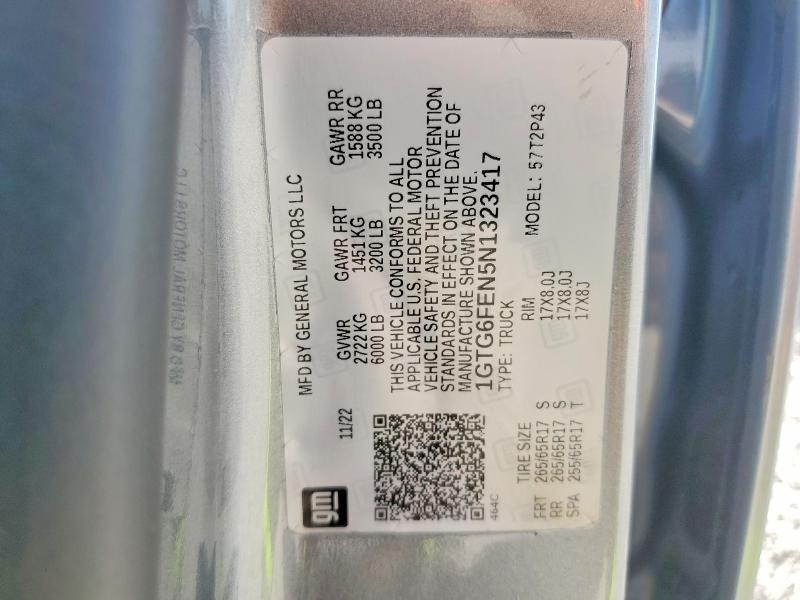 gm
MFD BY GENERAL MOTORS LLC
11/22 GVWR GAWR FRT GAWR RR
2722 KG 1451 KG 1588 KG
6000 LB 3200 LB 3500 LB
THIS VEHICLE CONFORMS TO ALL
APPLICABLE U.S. FEDERAL MOTOR
VEHICLE SAFETY AND THEFT PREVENTION
STANDARDS IN EFFECT ON THE DATE OF
MANUFACTURE SHOWN ABOVE.
1GTG6FEN5N1323417
464C
TYPE: TRUCK
MODEL: 57T2P43
TIRE SIZE RIM
FRT 265/65R17 S 17X8.0J
RR 265/65R17 S 17X8.0J
SPA 255/65R17 T 17X8J